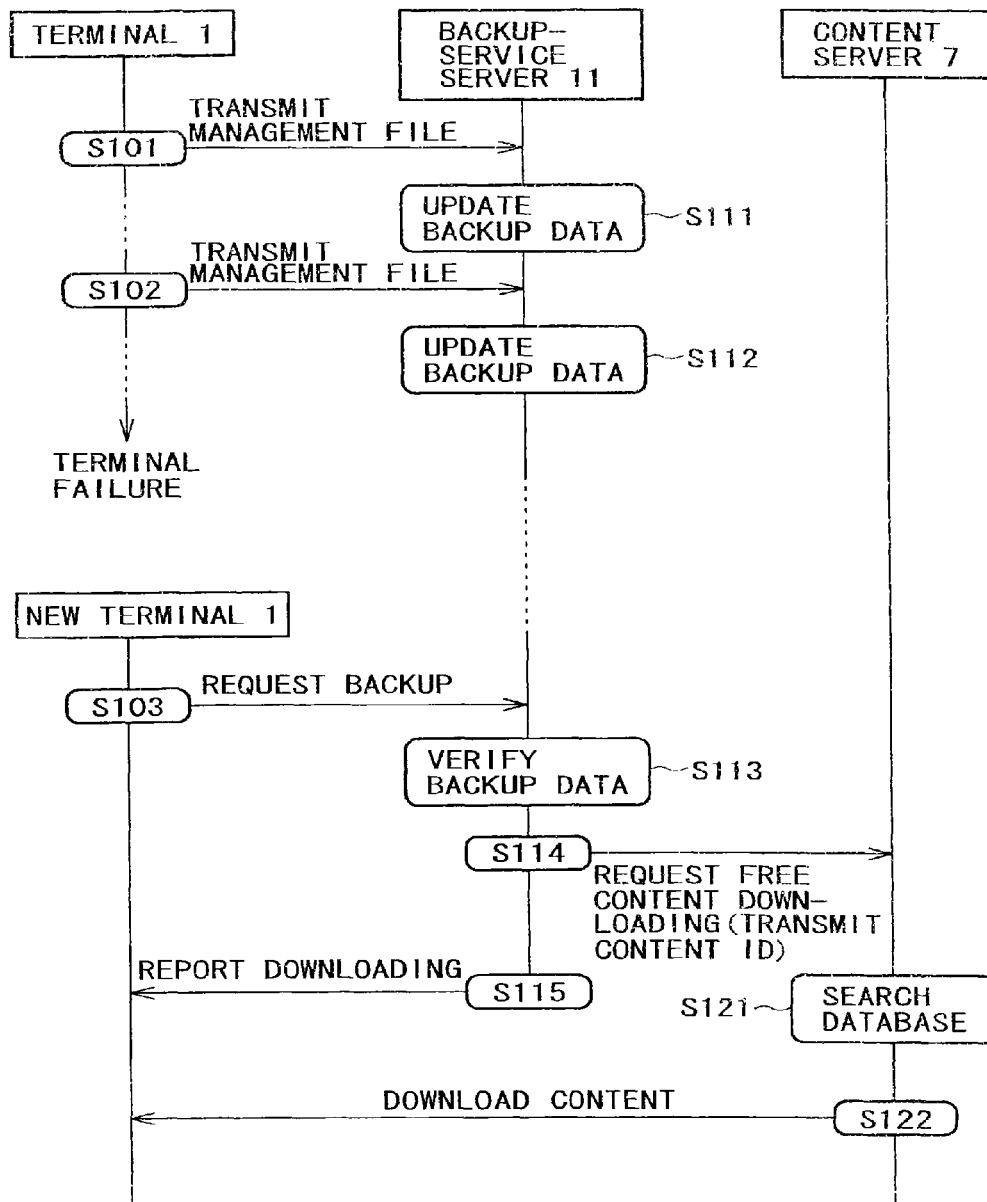 TERMINAL 1
BACKUP-
SERVICE
SERVER 11
CONTENT
SERVER 7
TRANSMIT
MANAGEMENT FILE
S101
UPDATE
BACKUP DATA
S111
TRANSMIT
MANAGEMENT FILE
S102
UPDATE
BACKUP DATA
S112
TERMINAL
FAILURE
NEW TERMINAL 1
REQUEST BACKUP
S103
VERIFY
BACKUP DATA
S113
S114
REQUEST FREE
CONTENT DOWN-
LOADING(TRANSMIT
CONTENT ID)
REPORT DOWNLOADING
S115
S121
SEARCH
DATABASE
DOWNLOAD CONTENT
S122